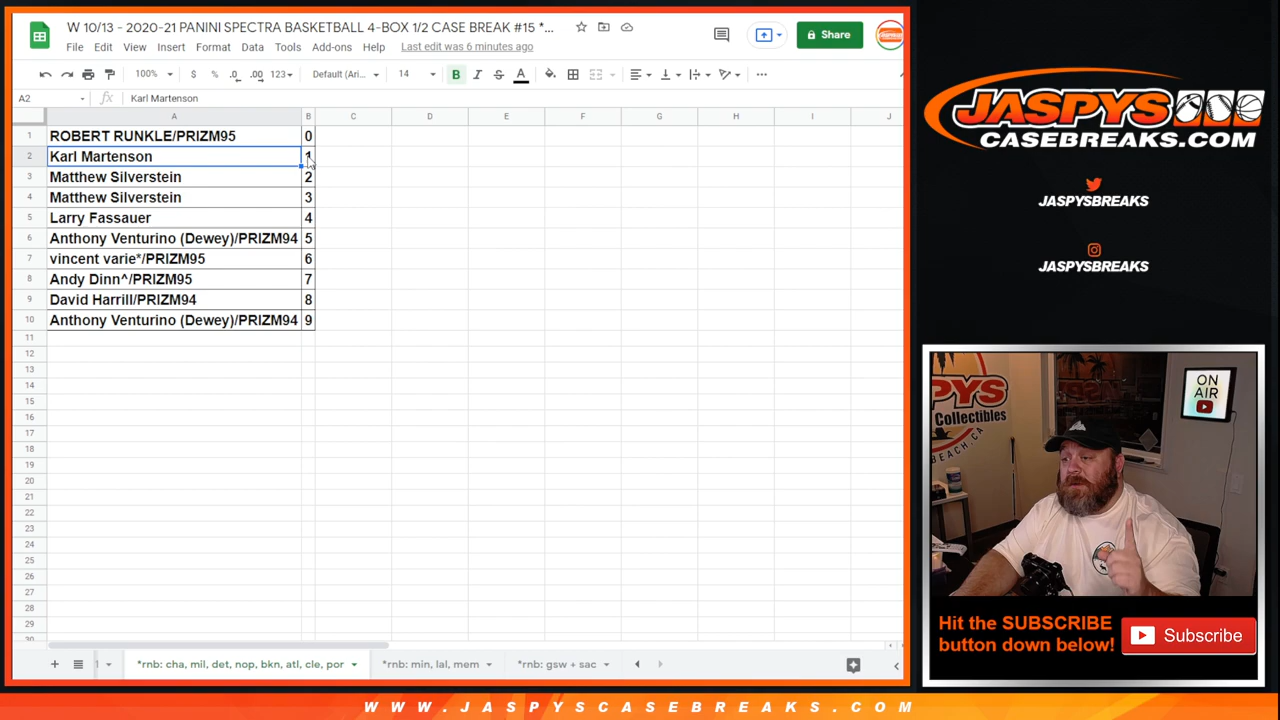 W 10/13 - 2020-21 PANINI SPECTRA BASKETBALL 4-BOX 1/2 CASE BREAK #15 *...
File Edit View Insert Format Data Tools Add-ons Help Last edit was 6 minutes ago
Share
100% $ % .0 .00 123 Default (Ari... 14 B I S A
A2 fx Karl Martenson
A B C D E F G H I J
1 ROBERT RUNKLE/PRIZM95 0
2 Karl Martenson 1
3 Matthew Silverstein 2
4 Matthew Silverstein 3
5 Larry Fassauer 4
6 Anthony Venturino (Dewey)/PRIZM94 5
7 vincent varie*/PRIZM95 6
8 Andy Dinn^/PRIZM95 7
9 David Harrill/PRIZM94 8
10 Anthony Venturino (Dewey)/PRIZM94 9
11
12
13
14
15
16
17
18
19
20
21
22
23
24
25
26
27
28
29
30
*rnb: cha, mil, det, nop, bkn, atl, cle, por
*rnb: min, lal, mem
*rnb: gsw + sac
JASPYS
CASEBREAKS.COM
JASPYSBREAKS
JASPYSBREAKS
PYS
Collectibles
BEACH, CA
ON
AIR
Hit the SUBSCRIBE
button down below!
Subscribe
WWW.JASPYSCASEBREAKS.COM